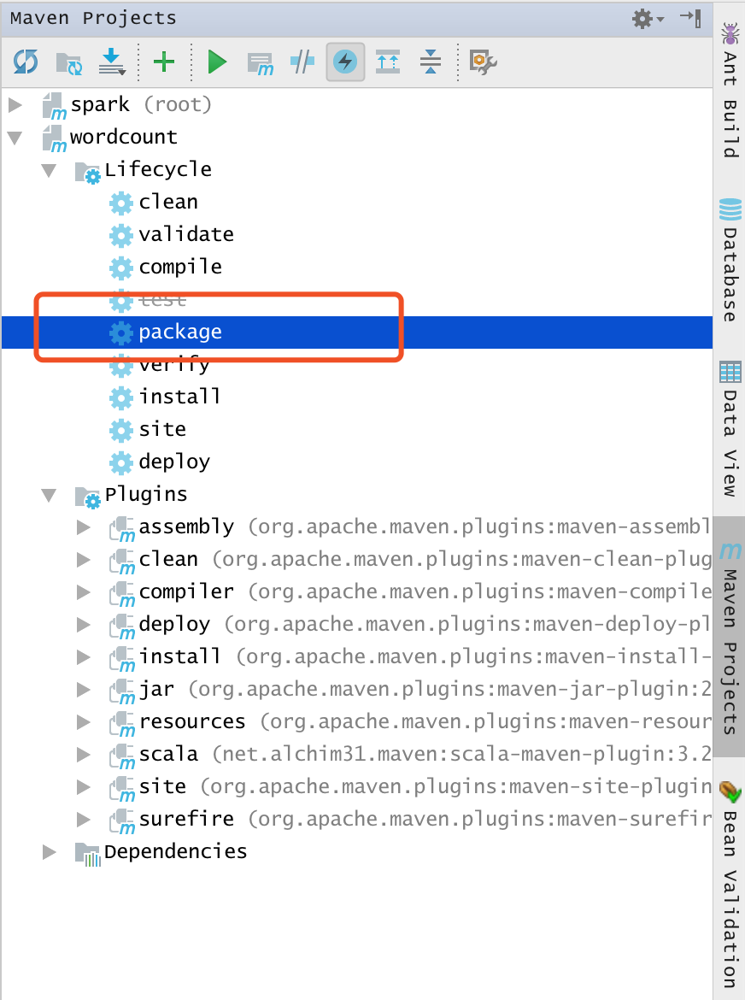 Maven Projects
spark (root)
wordcount
Lifecycle
clean
validate
compile
test
package
verify
install
site
deploy
Plugins
assembly (org.apache.maven.plugins:maven-assembl
clean (org.apache.maven.plugins:maven-clean-plug
compiler (org.apache.maven.plugins:maven-compile
deploy (org.apache.maven.plugins:maven-deploy-pl
install (org.apache.maven.plugins:maven-install-
jar (org.apache.maven.plugins:maven-jar-plugin:2
resources (org.apache.maven.plugins:maven-resour
scala (net.alchim31.maven:scala-maven-plugin:3.2
site (org.apache.maven.plugins:maven-site-plugin
surefire (org.apache.maven.plugins:maven-surefir
Dependencies
Ant Build
Database
Data View
Maven Projects
Bean Validation